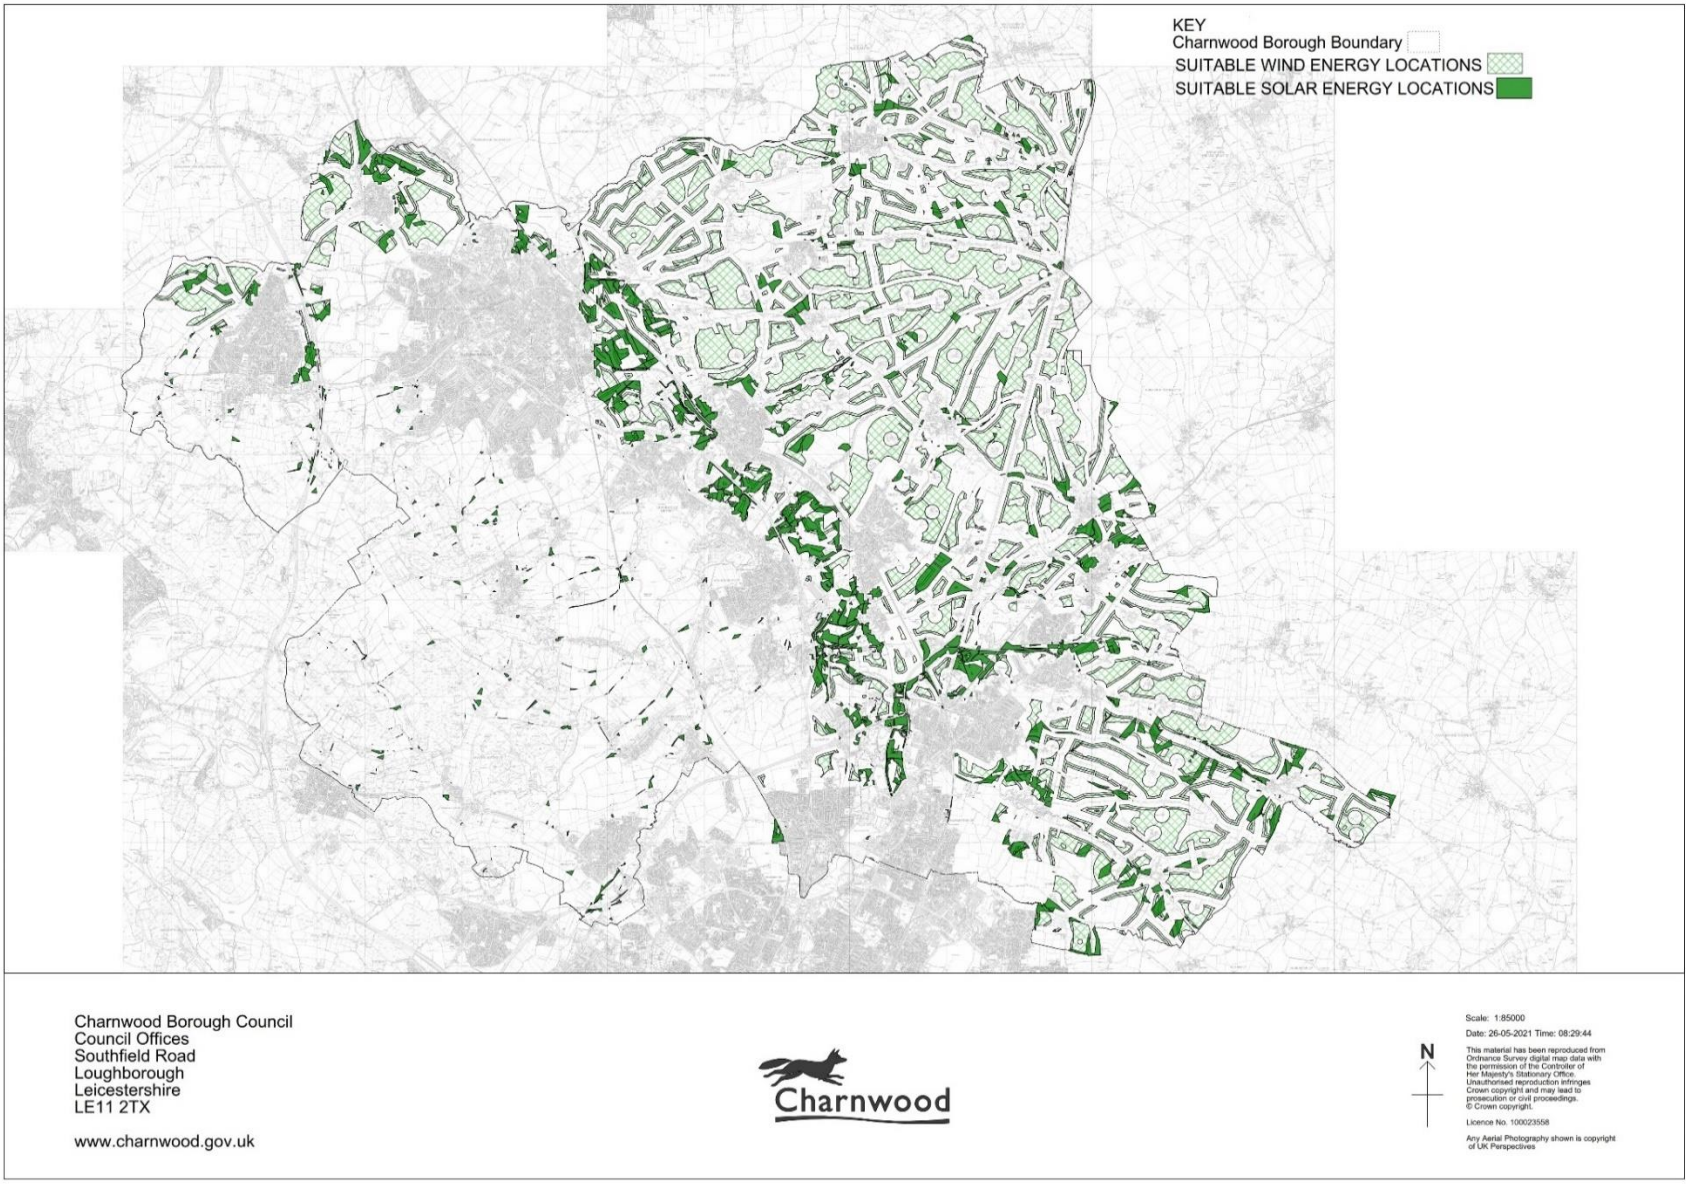 KEY
Charnwood Borough Boundary
SUITABLE WIND ENERGY LOCATIONS
SUITABLE SOLAR ENERGY LOCATIONS
Charnwood Borough Council
Council Offices
Southfield Road
Loughborough
Leicestershire
LE11 2TX
www.charnwood.gov.uk
Charnwood
N
Scale: 1:85000
Date: 26-05-2021 Time: 08:29:44
This material has been reproduced from
Ordnance Survey digital map data with
the permission of the Controller of
Her Majesty's Stationary Office.
Unauthorised reproduction infringes
Crown copyright and may lead to
prosecution or civil proceedings.
© Crown copyright.
Licence No. 100023558
Any Aerial Photography shown is copyright
of UK Perspectives